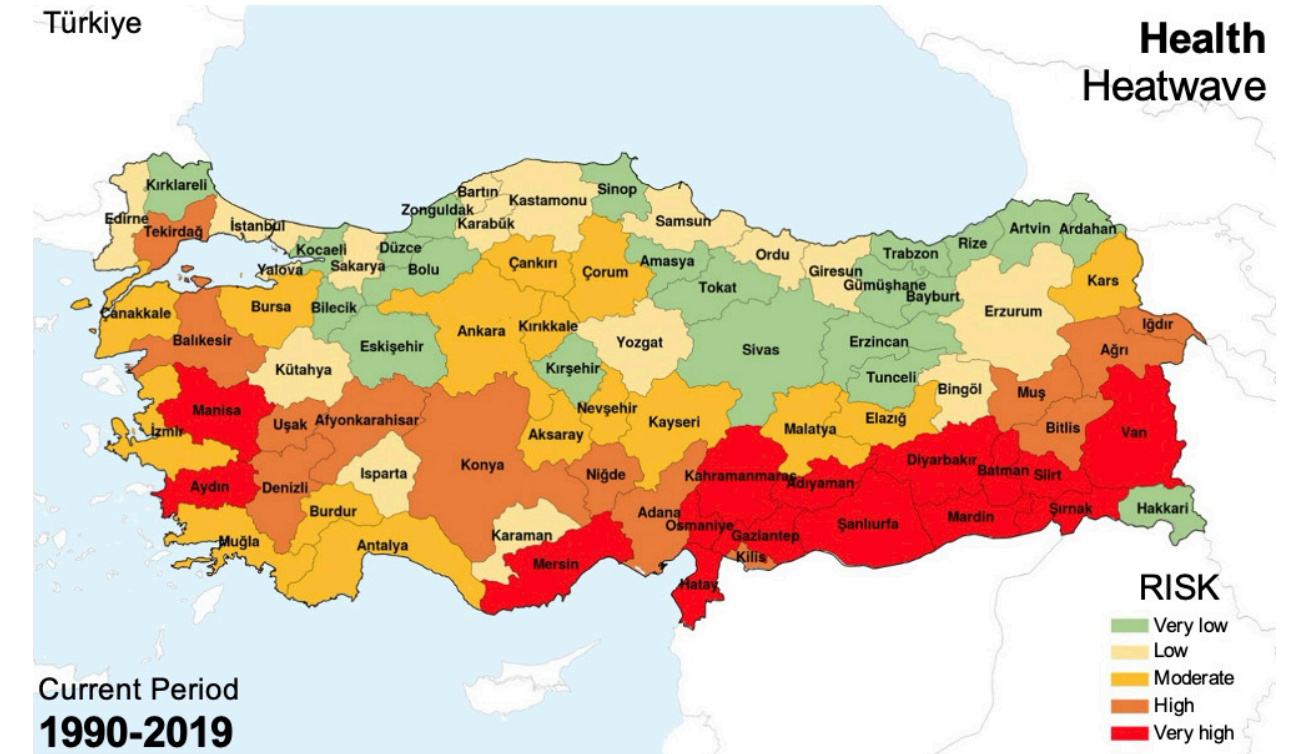 Türkiye
Health
Heatwave
Kırklareli
Edirne
Tekirdağ
İstanbul
Kocaeli
Yalova
Sakarya
Düzce
Bolu
Zonguldak
Bartın
Karabük
Kastamonu
Sinop
Samsun
Çankırı
Çorum
Amasya
Tokat
Ordu
Giresun
Gümüşhane
Trabzon
Bayburt
Rize
Artvin
Ardahan
Kars
Iğdır
Ağrı
Erzurum
Çanakkale
Balıkesir
Bursa
Bilecik
Kütahya
Eskişehir
Ankara
Kırıkkale
Kırşehir
Yozgat
Sivas
Erzincan
Tunceli
Bingöl
Muş
Bitlis
Van
Manisa
İzmir
Uşak
Afyonkarahisar
Aydın
Denizli
Isparta
Burdur
Muğla
Antalya
Konya
Aksaray
Nevşehir
Kayseri
Niğde
Karaman
Mersin
Adana
Malatya
Elazığ
Kahramanmaraş
Adıyaman
Osmaniye
Gaziantep
Kilis
Hatay
Şanlıurfa
Diyarbakır
Batman
Siirt
Mardin
Şırnak
Hakkari
RISK
Very low
Low
Moderate
High
Very high
Current Period
1990-2019